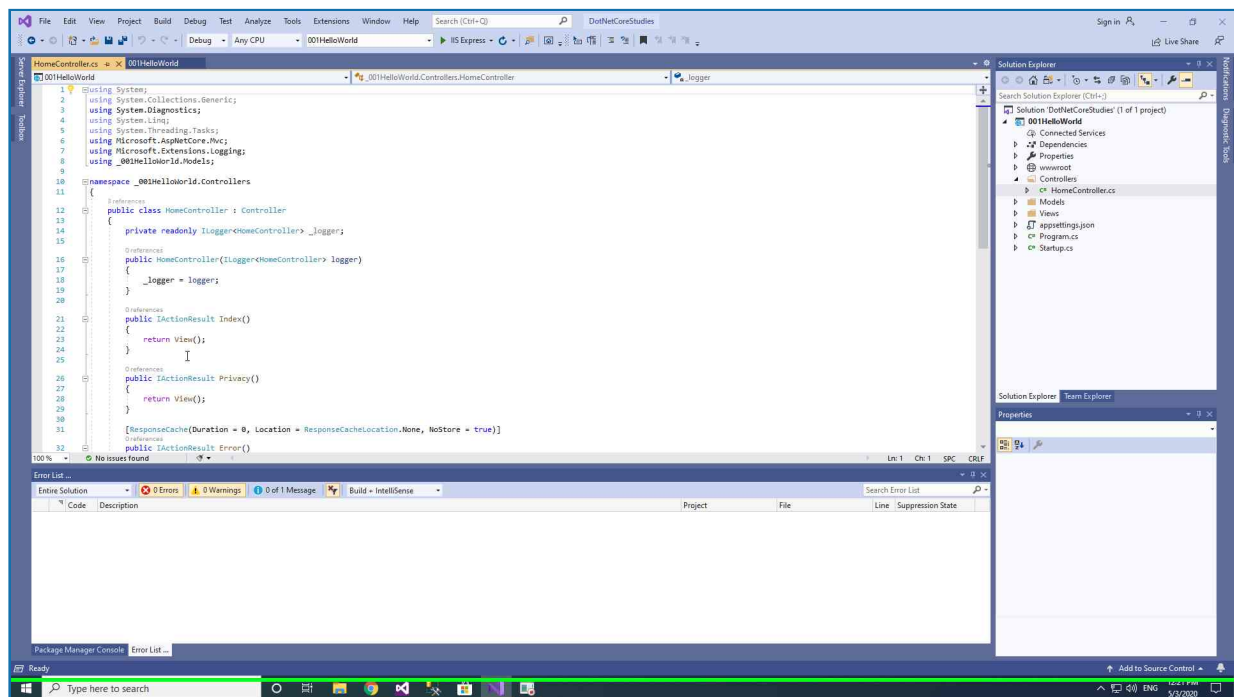 File Edit View Project Build Debug Test Analyze Tools Extensions Window Help Search (Ctrl+Q) DotNetCoreStudies Sign in
Debug Any CPU 001HelloWorld IIS Express Live Share
Server Explorer
Toolbox
HomeController.cs 001HelloWorld
001HelloWorld _001HelloWorld.Controllers.HomeController _logger
1 using System;
2 using System.Collections.Generic;
3 using System.Diagnostics;
4 using System.Linq;
5 using System.Threading.Tasks;
6 using Microsoft.AspNetCore.Mvc;
7 using Microsoft.Extensions.Logging;
8 using _001HelloWorld.Models;
9
10 namespace _001HelloWorld.Controllers
11 {
0 references
12 public class HomeController : Controller
13 {
14 private readonly ILogger<HomeController> _logger;
15
0 references
16 public HomeController(ILogger<HomeController> logger)
17 {
18 _logger = logger;
19 }
20
0 references
21 public IActionResult Index()
22 {
23 return View();
24 }
25
0 references
26 public IActionResult Privacy()
27 {
28 return View();
29 }
30
31 [ResponseCache(Duration = 0, Location = ResponseCacheLocation.None, NoStore = true)]
0 references
32 public IActionResult Error()
100 % No issues found Ln: 1 Ch: 1 SPC CRLF
Error List ...
Entire Solution 0 Errors 0 Warnings 0 of 1 Message Build + IntelliSense Search Error List
Code Description Project File Line Suppression State
Package Manager Console Error List ...
Solution Explorer
Search Solution Explorer (Ctrl+;)
Solution 'DotNetCoreStudies' (1 of 1 project)
001HelloWorld
Connected Services
Dependencies
Properties
wwwroot
Controllers
C# HomeController.cs
Models
Views
appsettings.json
C# Program.cs
C# Startup.cs
Solution Explorer Team Explorer
Properties
Notifications
Diagnostic Tools
Ready Add to Source Control
Type here to search ENG 12:21 PM
5/3/2020